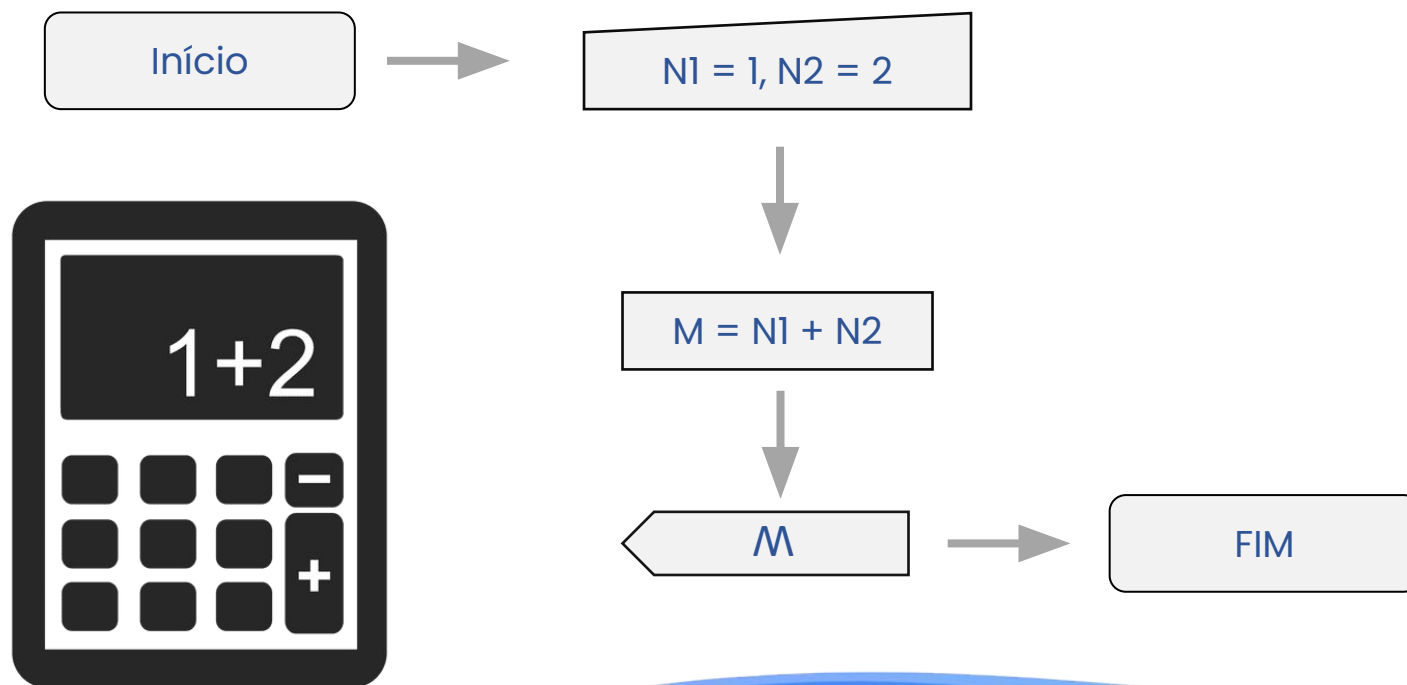 Início
N1 = 1, N2 = 2
1+2
M = N1 + N2
−
+
M
FIM